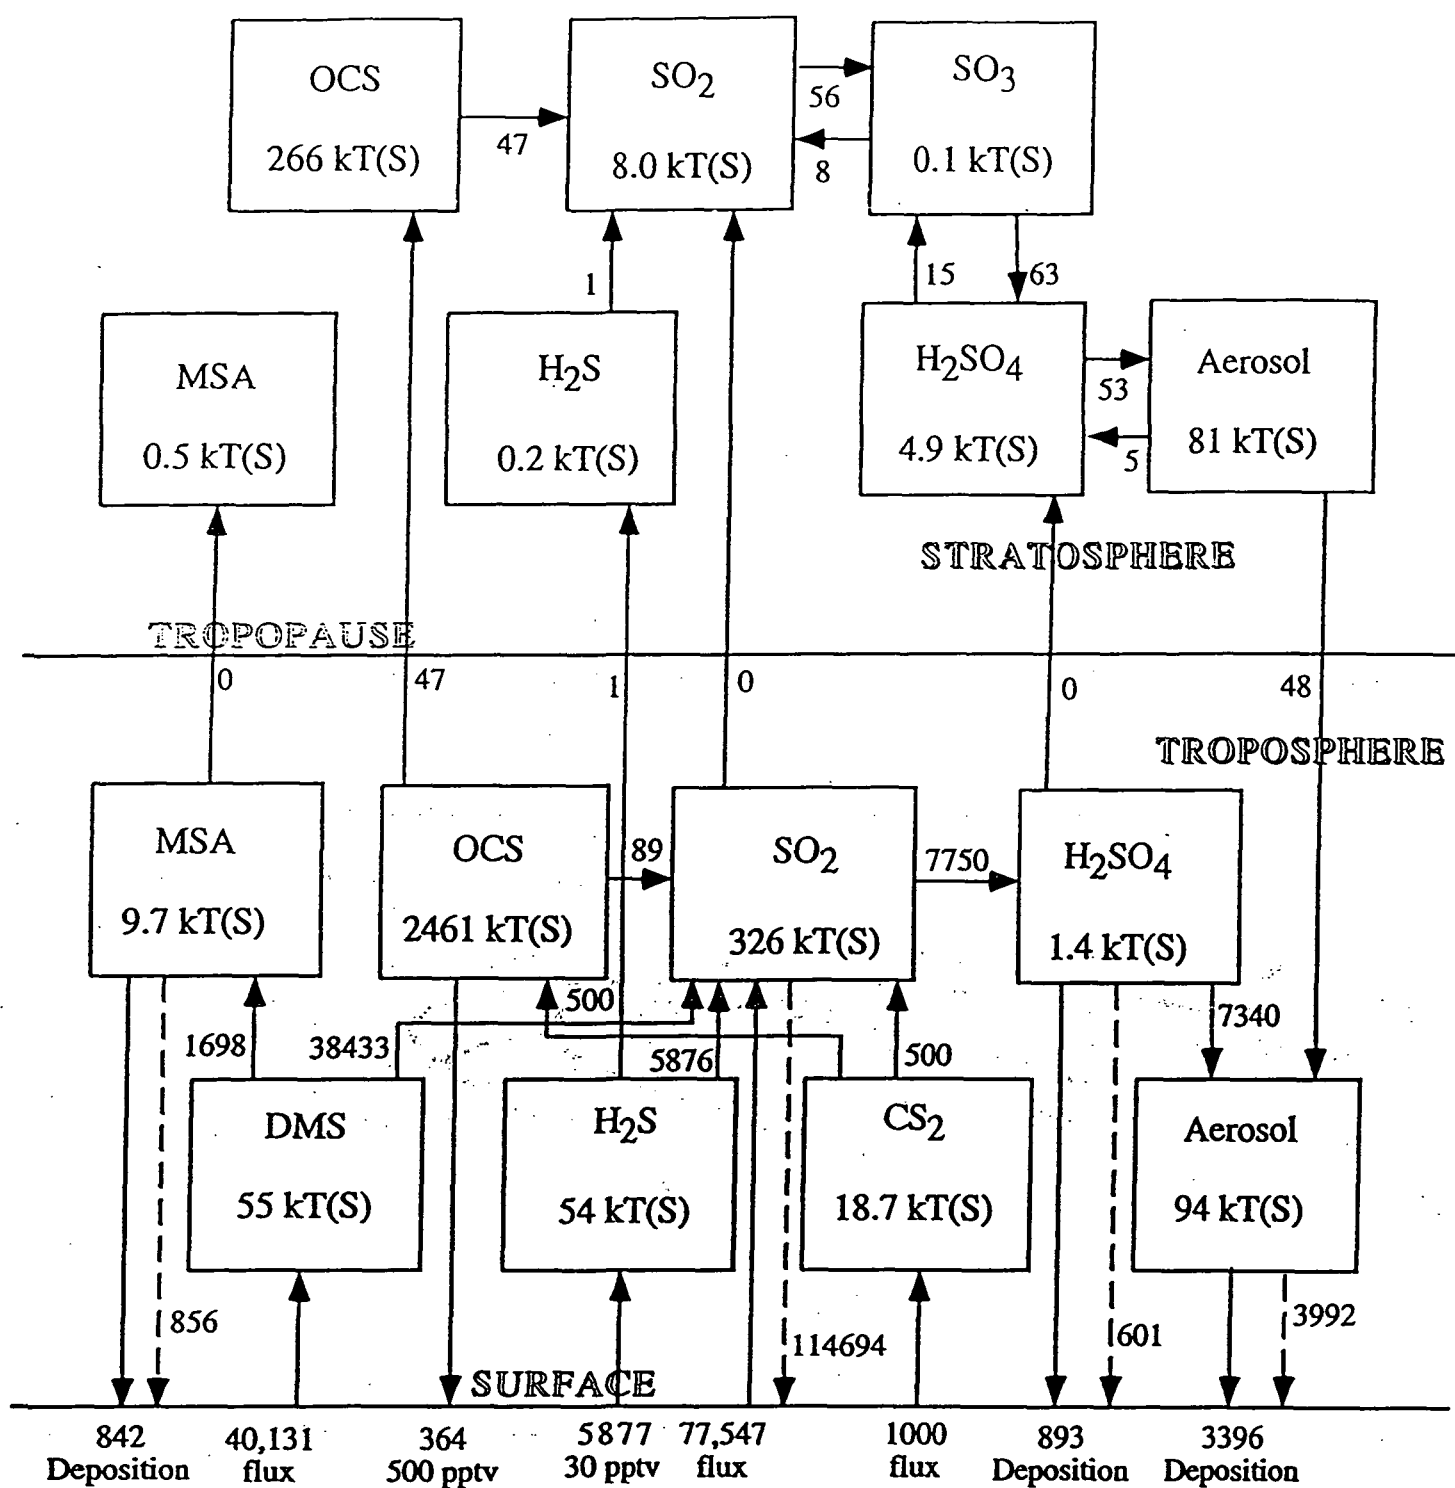 OCS
266 kT(S)
47
SO2
8.0 kT(S)
56
8
SO3
0.1 kT(S)
1
15
63
MSA
0.5 kT(S)
H2S
0.2 kT(S)
H2SO4
4.9 kT(S)
53
5
Aerosol
81 kT(S)
STRATOSPHERE
TROPOPAUSE
0
47
1
0
0
48
TROPOSPHERE
MSA
9.7 kT(S)
OCS
2461 kT(S)
89
SO2
326 kT(S)
7750
H2SO4
1.4 kT(S)
1698
38433
500
5876
500
7340
DMS
55 kT(S)
H2S
54 kT(S)
CS2
18.7 kT(S)
Aerosol
94 kT(S)
856
114694
601
3992
SURFACE
842
Deposition
40,131
flux
364
500 pptv
5877
30 pptv
77,547
flux
1000
flux
893
Deposition
3396
Deposition